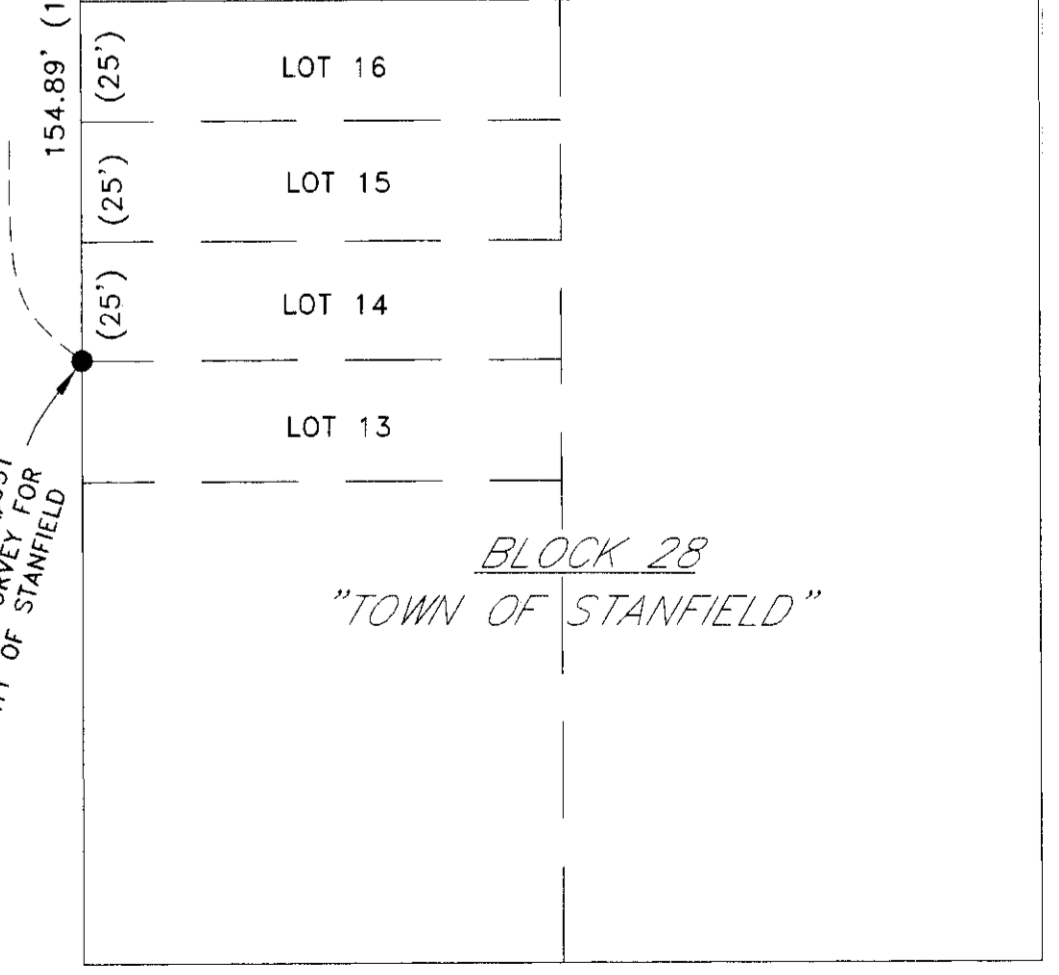 154.89' (1
(25')
LOT 16
(25')
LOT 15
(25')
LOT 14
LOT 13
FOR
OF STANFIELD
BLOCK 28
"TOWN OF STANFIELD"